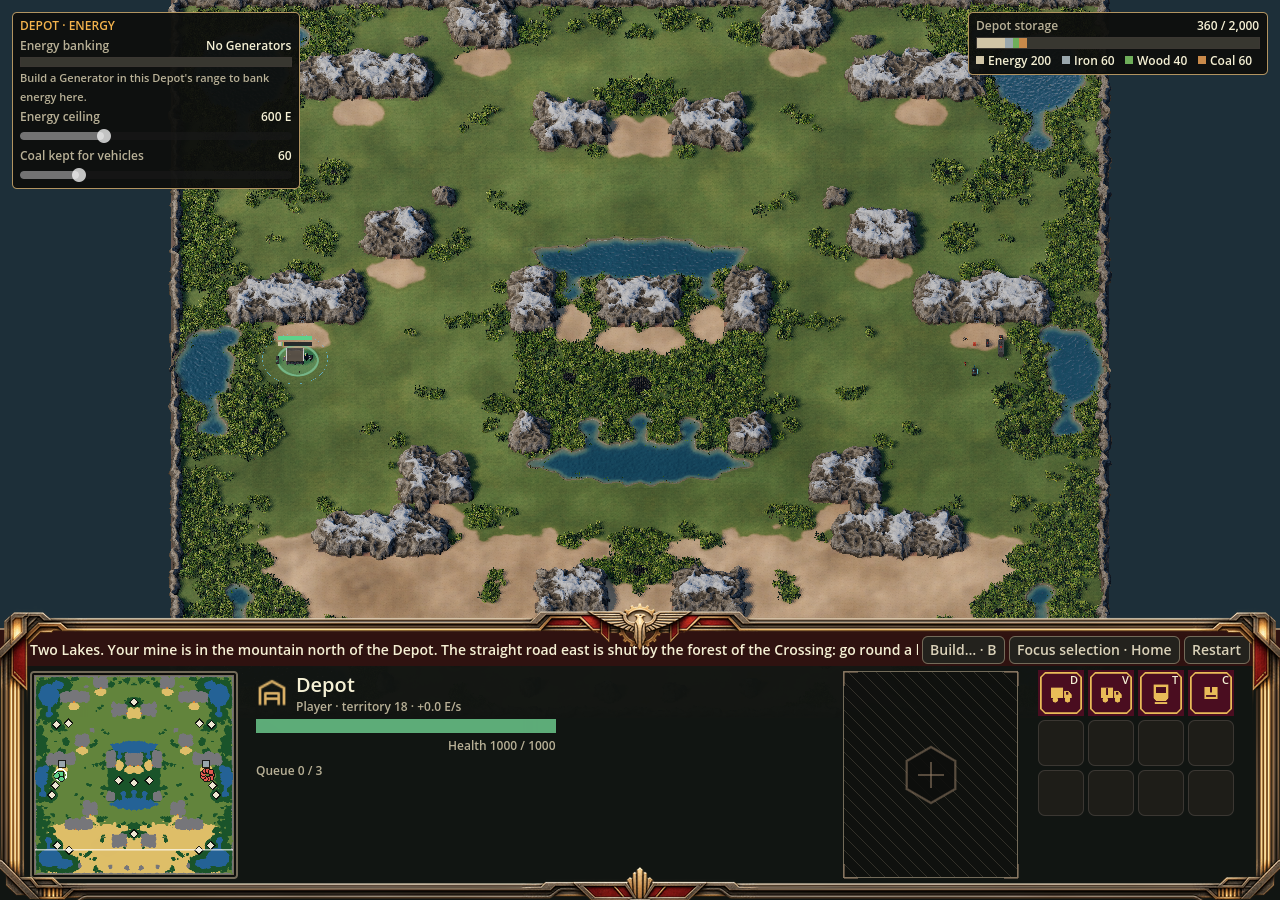 DEPOT · ENERGY
Energy banking No Generators
Build a Generator in this Depot's range to bank
energy here.
Energy ceiling 600 E
Coal kept for vehicles 60
Depot storage 360 / 2,000
Energy 200 Iron 60 Wood 40 Coal 60
Two Lakes. Your mine is in the mountain north of the Depot. The straight road east is shut by the forest of the Crossing: go round a
Build... · B
Focus selection · Home
Restart
Depot
Player · territory 18 · +0.0 E/s
Health 1000 / 1000
Queue 0 / 3
D V T C